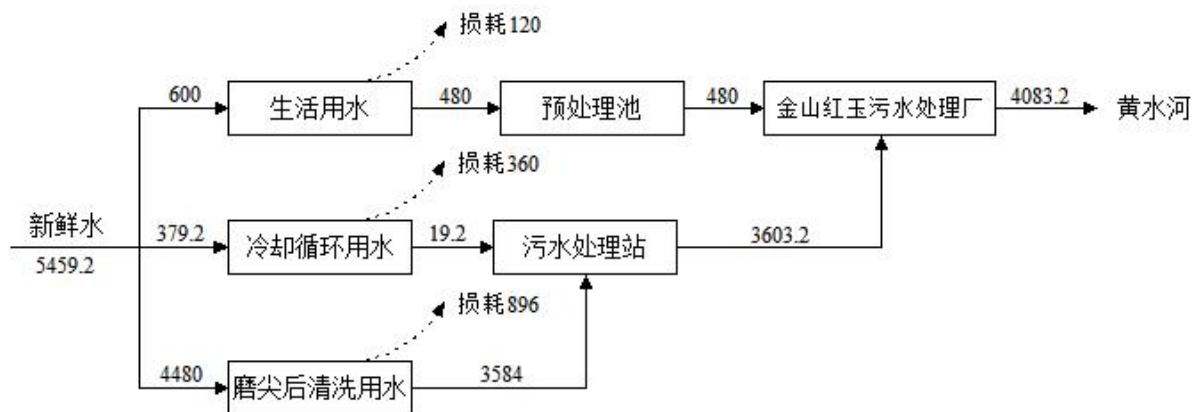 损耗120
600
生活用水
480
预处理池
480
金山红玉污水处理厂
4083.2
黄水河
损耗360
新鲜水
5459.2
379.2
冷却循环用水
19.2
污水处理站
3603.2
损耗896
4480
磨尖后清洗用水
3584